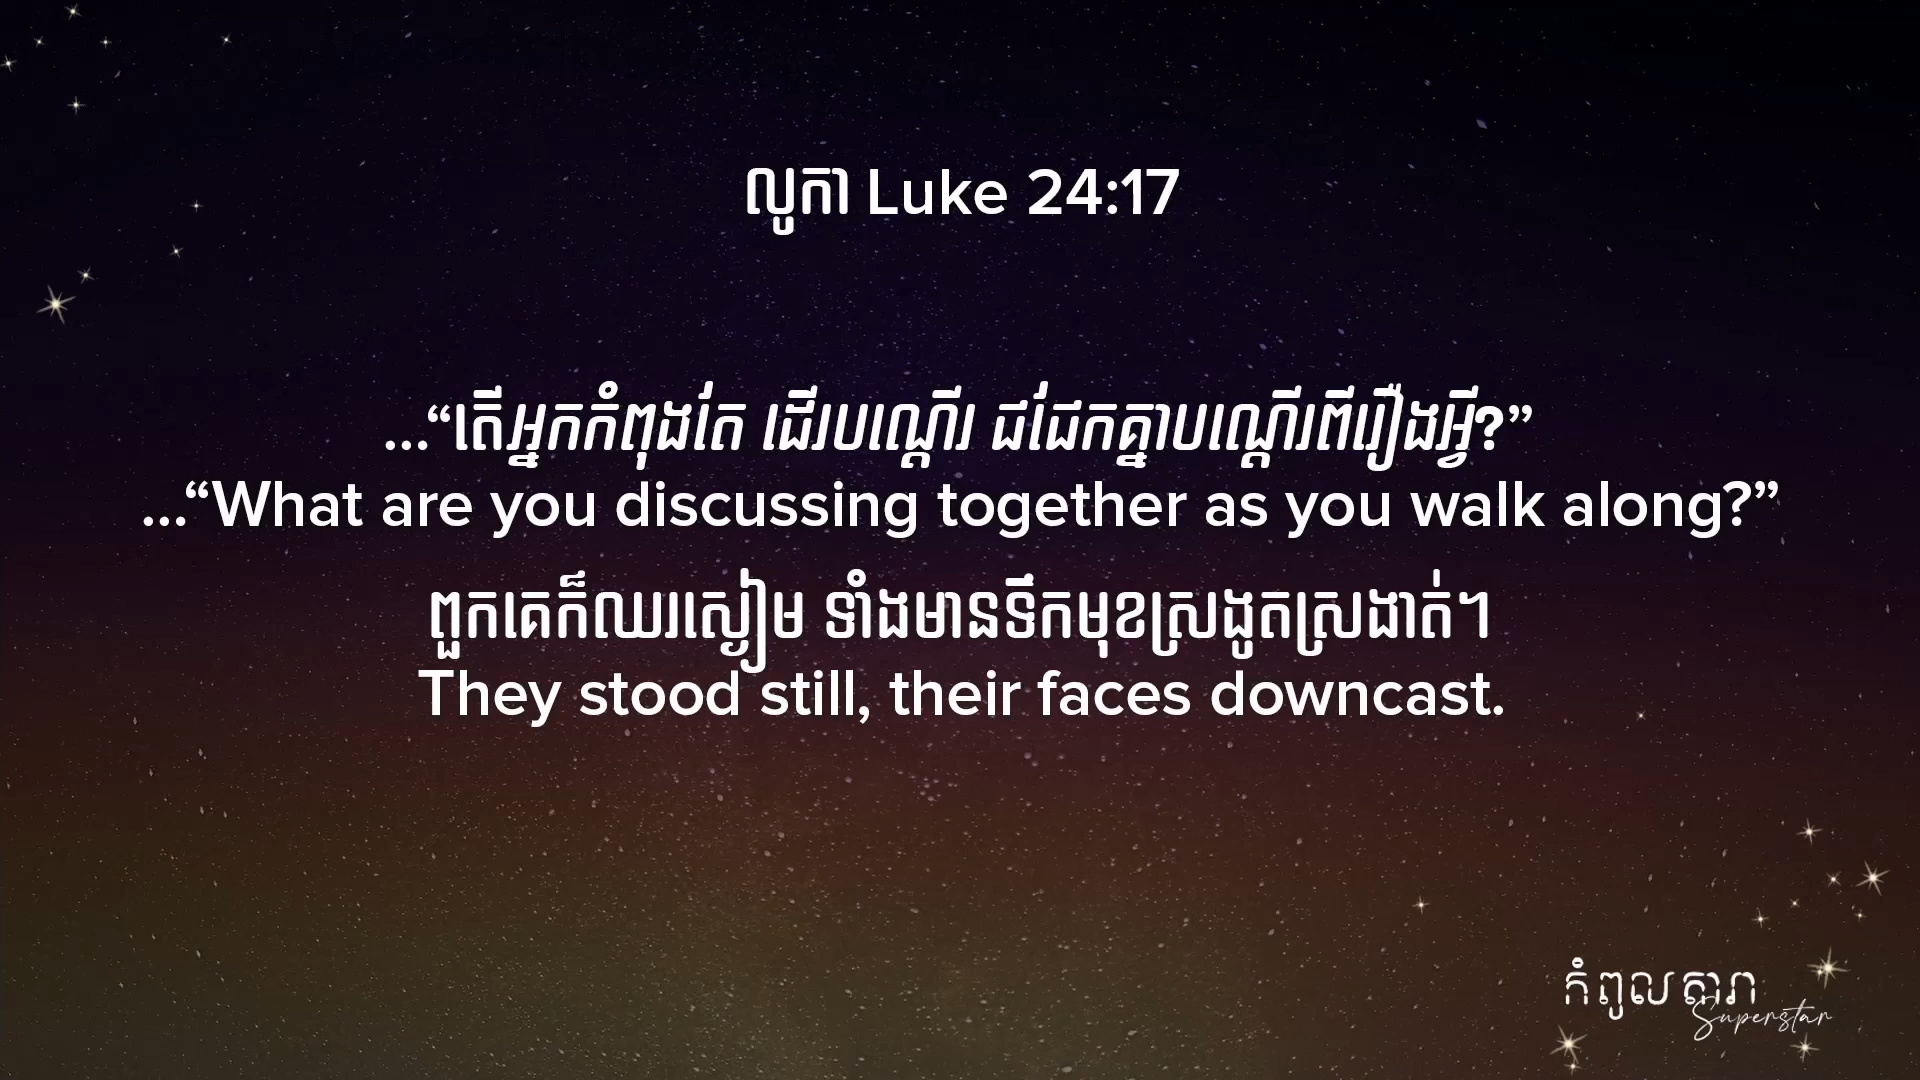 លូកា Luke 24:17
...“តើអ្នកកំពុងតែ ដើរបណ្ដើរ ជជែកគ្នាបណ្ដើរពីរឿងអ្វី?”
...“What are you discussing together as you walk along?”
ពួកគេក៏ឈរស្ងៀម ទាំងមានទឹកមុខស្រងូតស្រងាត់។
They stood still, their faces downcast.
កំពូលតារា
Superstar